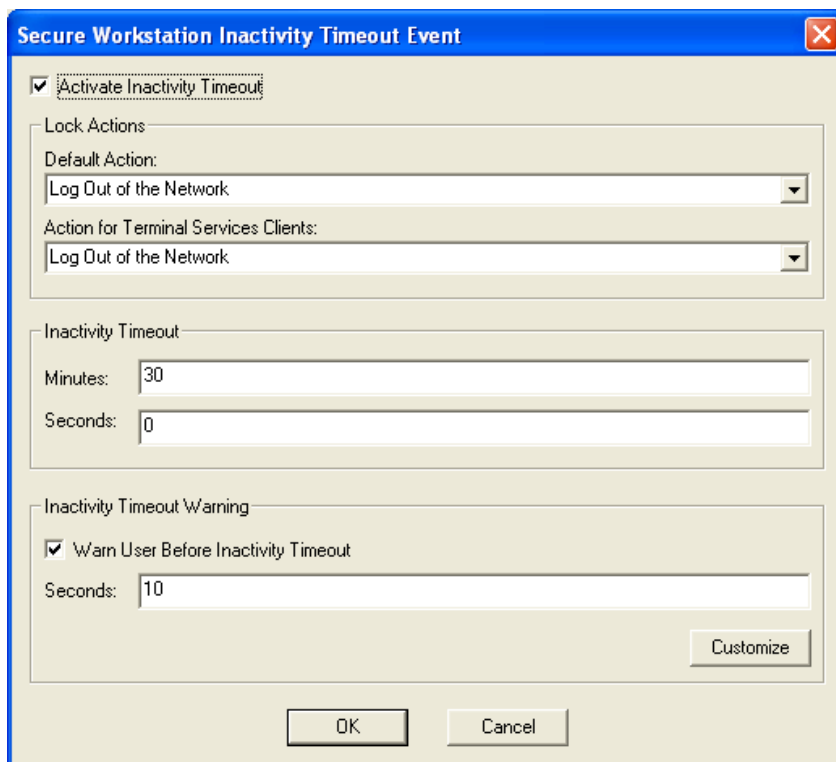 Secure Workstation Inactivity Timeout Event
Activate Inactivity Timeout
Lock Actions
Default Action:
Log Out of the Network
Action for Terminal Services Clients:
Log Out of the Network
Inactivity Timeout
Minutes: 30
Seconds: 0
Inactivity Timeout Warning
Warn User Before Inactivity Timeout
Seconds: 10
Customize
OK Cancel